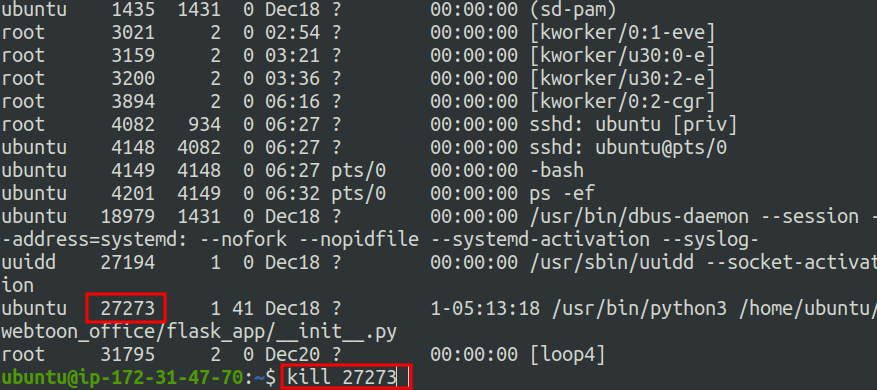 ubuntu 1435 1431 0 Dec18 ? 00:00:00 (sd-pam)
root 3021 2 0 02:54 ? 00:00:00 [kworker/0:1-eve]
root 3159 2 0 03:21 ? 00:00:00 [kworker/u30:0-e]
root 3200 2 0 03:36 ? 00:00:00 [kworker/u30:2-e]
root 3894 2 0 06:16 ? 00:00:00 [kworker/0:2-cgr]
root 4082 934 0 06:27 ? 00:00:00 sshd: ubuntu [priv]
ubuntu 4148 4082 0 06:27 ? 00:00:00 sshd: ubuntu@pts/0
ubuntu 4149 4148 0 06:27 pts/0 00:00:00 -bash
ubuntu 4201 4149 0 06:32 pts/0 00:00:00 ps -ef
ubuntu 18979 1431 0 Dec18 ? 00:00:00 /usr/bin/dbus-daemon --session -
-address=systemd: --nofork --nopidfile --systemd-activation --syslog-
uuidd 27194 1 0 Dec18 ? 00:00:00 /usr/sbin/uuidd --socket-activat
ion
ubuntu 27273 1 41 Dec18 ? 1-05:13:18 /usr/bin/python3 /home/ubuntu/
webtoon_office/flask_app/__init__.py
root 31795 2 0 Dec20 ? 00:00:00 [loop4]
ubuntu@ip-172-31-47-70:~$ kill 27273